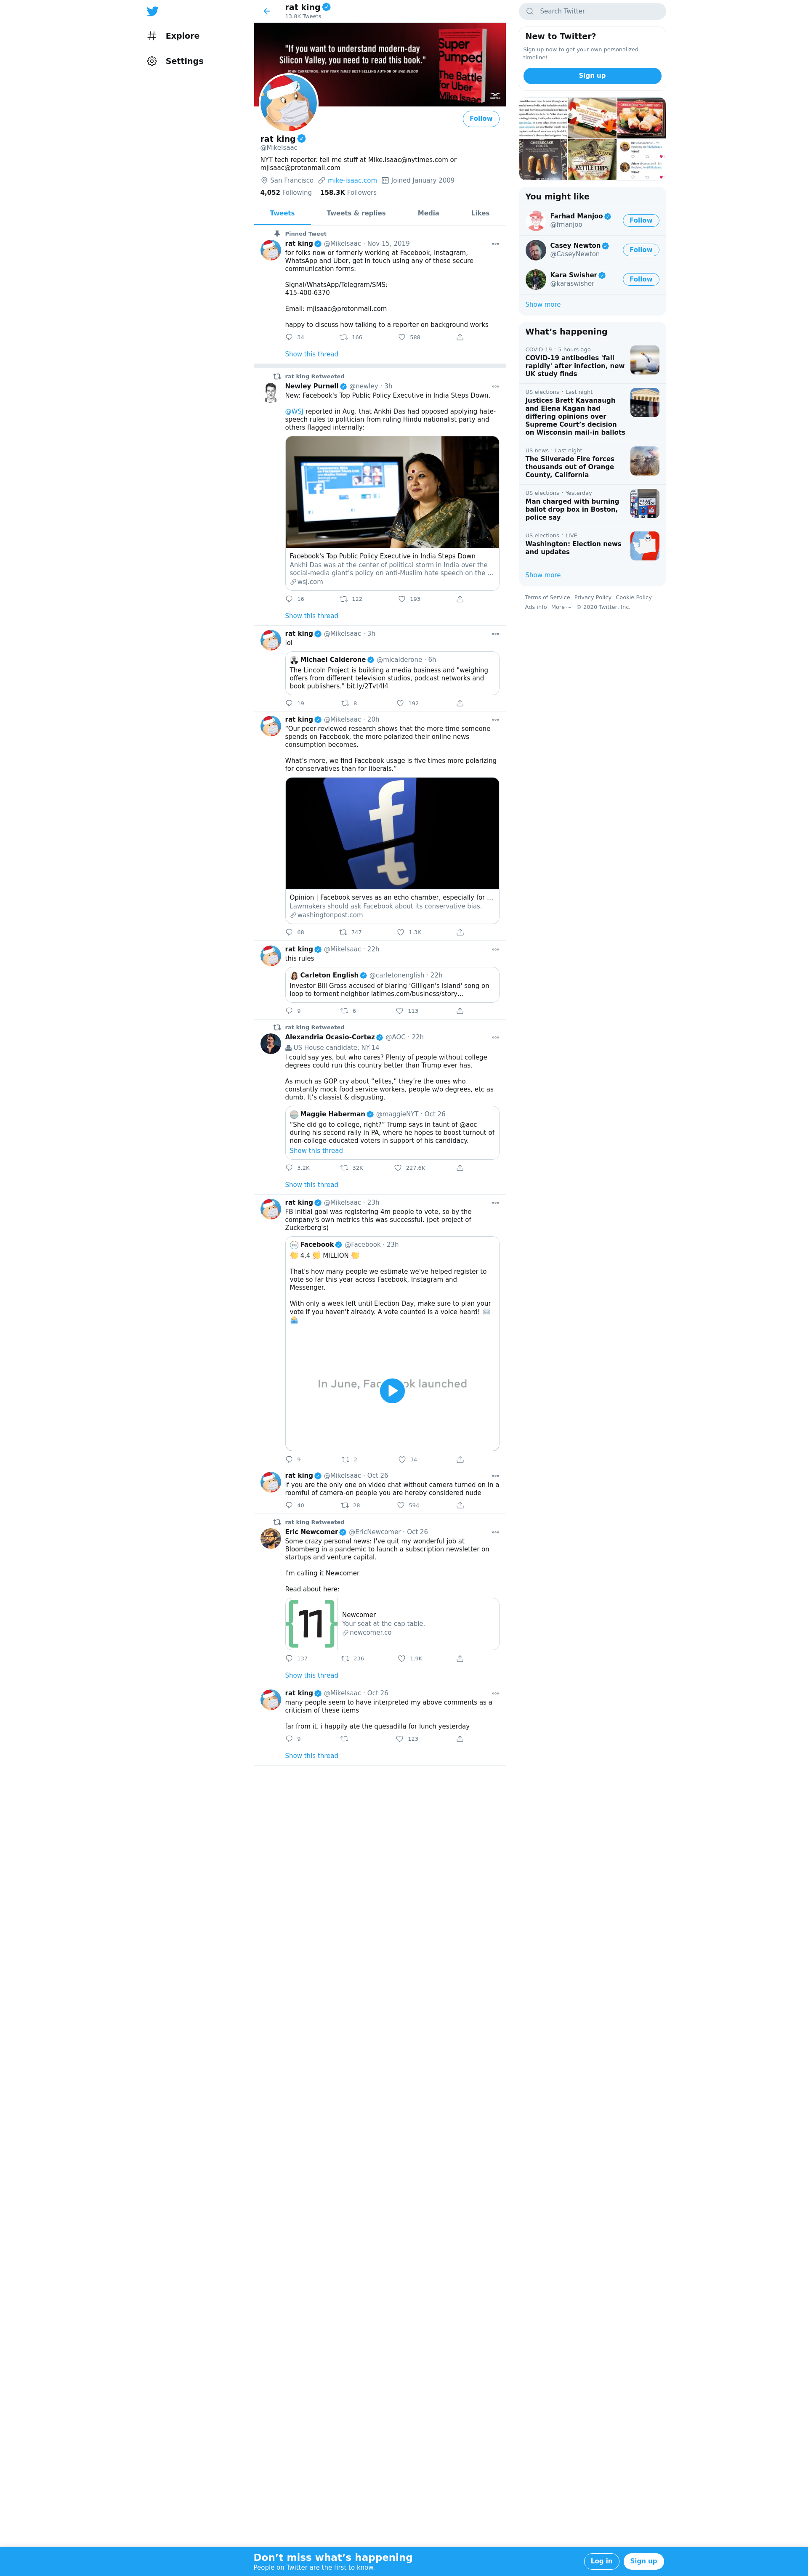 Explore
Settings
rat king
13.8K Tweets
"If you want to understand modern-day
Silicon Valley, you need to read this book."
JOHN CARREYROU, NEW YORK TIMES BEST-SELLING AUTHOR OF BAD BLOOD
Super
Pumped
The Battle
for Uber
Mike Isaac
Follow
rat king
@MikeIsaac
NYT tech reporter. tell me stuff at Mike.Isaac@nytimes.com or
mjisaac@protonmail.com
San Francisco mike-isaac.com Joined January 2009
4,052 Following 158.3K Followers
Tweets Tweets & replies Media Likes
Pinned Tweet
rat king @MikeIsaac · Nov 15, 2019
for folks now or formerly working at Facebook, Instagram,
WhatsApp and Uber, get in touch using any of these secure
communication forms:
Signal/WhatsApp/Telegram/SMS:
415-400-6370
Email: mjisaac@protonmail.com
happy to discuss how talking to a reporter on background works
34 166 588
Show this thread
rat king Retweeted
Newley Purnell @newley · 3h
New: Facebook's Top Public Policy Executive in India Steps Down.
@WSJ reported in Aug. that Ankhi Das had opposed applying hate-
speech rules to politician from ruling Hindu nationalist party and
others flagged internally:
Facebook's Top Public Policy Executive in India Steps Down
Ankhi Das was at the center of political storm in India over the
social-media giant's policy on anti-Muslim hate speech on the ...
wsj.com
16 122 193
Show this thread
rat king @MikeIsaac · 3h
lol
Michael Calderone @mlcalderone · 6h
The Lincoln Project is building a media business and "weighing
offers from different television studios, podcast networks and
book publishers." bit.ly/2Tvt4I4
19 8 192
rat king @MikeIsaac · 20h
"Our peer-reviewed research shows that the more time someone
spends on Facebook, the more polarized their online news
consumption becomes.
What's more, we find Facebook usage is five times more polarizing
for conservatives than for liberals."
Opinion | Facebook serves as an echo chamber, especially for ...
Lawmakers should ask Facebook about its conservative bias.
washingtonpost.com
68 747 1.3K
rat king @MikeIsaac · 22h
this rules
Carleton English @carletonenglish · 22h
Investor Bill Gross accused of blaring 'Gilligan's Island' song on
loop to torment neighbor latimes.com/business/story...
9 6 113
rat king Retweeted
Alexandria Ocasio-Cortez @AOC · 22h
US House candidate, NY-14
I could say yes, but who cares? Plenty of people without college
degrees could run this country better than Trump ever has.
As much as GOP cry about "elites," they're the ones who
constantly mock food service workers, people w/o degrees, etc as
dumb. It's classist & disgusting.
Maggie Haberman @maggieNYT · Oct 26
"She did go to college, right?" Trump says in taunt of @aoc
during his second rally in PA, where he hopes to boost turnout of
non-college-educated voters in support of his candidacy.
Show this thread
3.2K 32K 227.6K
Show this thread
rat king @MikeIsaac · 23h
FB initial goal was registering 4m people to vote, so by the
company's own metrics this was successful. (pet project of
Zuckerberg's)
Facebook @Facebook · 23h
👏 4.4 👏 MILLION 👏
That's how many people we estimate we've helped register to
vote so far this year across Facebook, Instagram and
Messenger.
With only a week left until Election Day, make sure to plan your
vote if you haven't already. A vote counted is a voice heard! ✉️
🗳️
In June, Facebook launched
9 2 34
rat king @MikeIsaac · Oct 26
if you are the only one on video chat without camera turned on in a
roomful of camera-on people you are hereby considered nude
40 28 594
rat king Retweeted
Eric Newcomer @EricNewcomer · Oct 26
Some crazy personal news: I've quit my wonderful job at
Bloomberg in a pandemic to launch a subscription newsletter on
startups and venture capital.
I'm calling it Newcomer
Read about here:
{11}
Newcomer
Your seat at the cap table.
newcomer.co
137 236 1.9K
Show this thread
rat king @MikeIsaac · Oct 26
many people seem to have interpreted my above comments as a
criticism of these items
far from it. i happily ate the quesadilla for lunch yesterday
9 123
Show this thread
Search Twitter
New to Twitter?
Sign up now to get your own personalized
timeline!
Sign up
KETTLE CHIPS
You might like
Farhad Manjoo
@fmanjoo
Follow
Casey Newton
@CaseyNewton
Follow
Kara Swisher
@karaswisher
Follow
Show more
What's happening
COVID-19 · 5 hours ago
COVID-19 antibodies 'fall
rapidly' after infection, new
UK study finds
US elections · Last night
Justices Brett Kavanaugh
and Elena Kagan had
differing opinions over
Supreme Court's decision
on Wisconsin mail-in ballots
US news · Last night
The Silverado Fire forces
thousands out of Orange
County, California
US elections · Yesterday
Man charged with burning
ballot drop box in Boston,
police say
US elections · LIVE
Washington: Election news
and updates
Show more
Terms of Service Privacy Policy Cookie Policy
Ads info More ··· © 2020 Twitter, Inc.
Don't miss what's happening
People on Twitter are the first to know.
Log in
Sign up